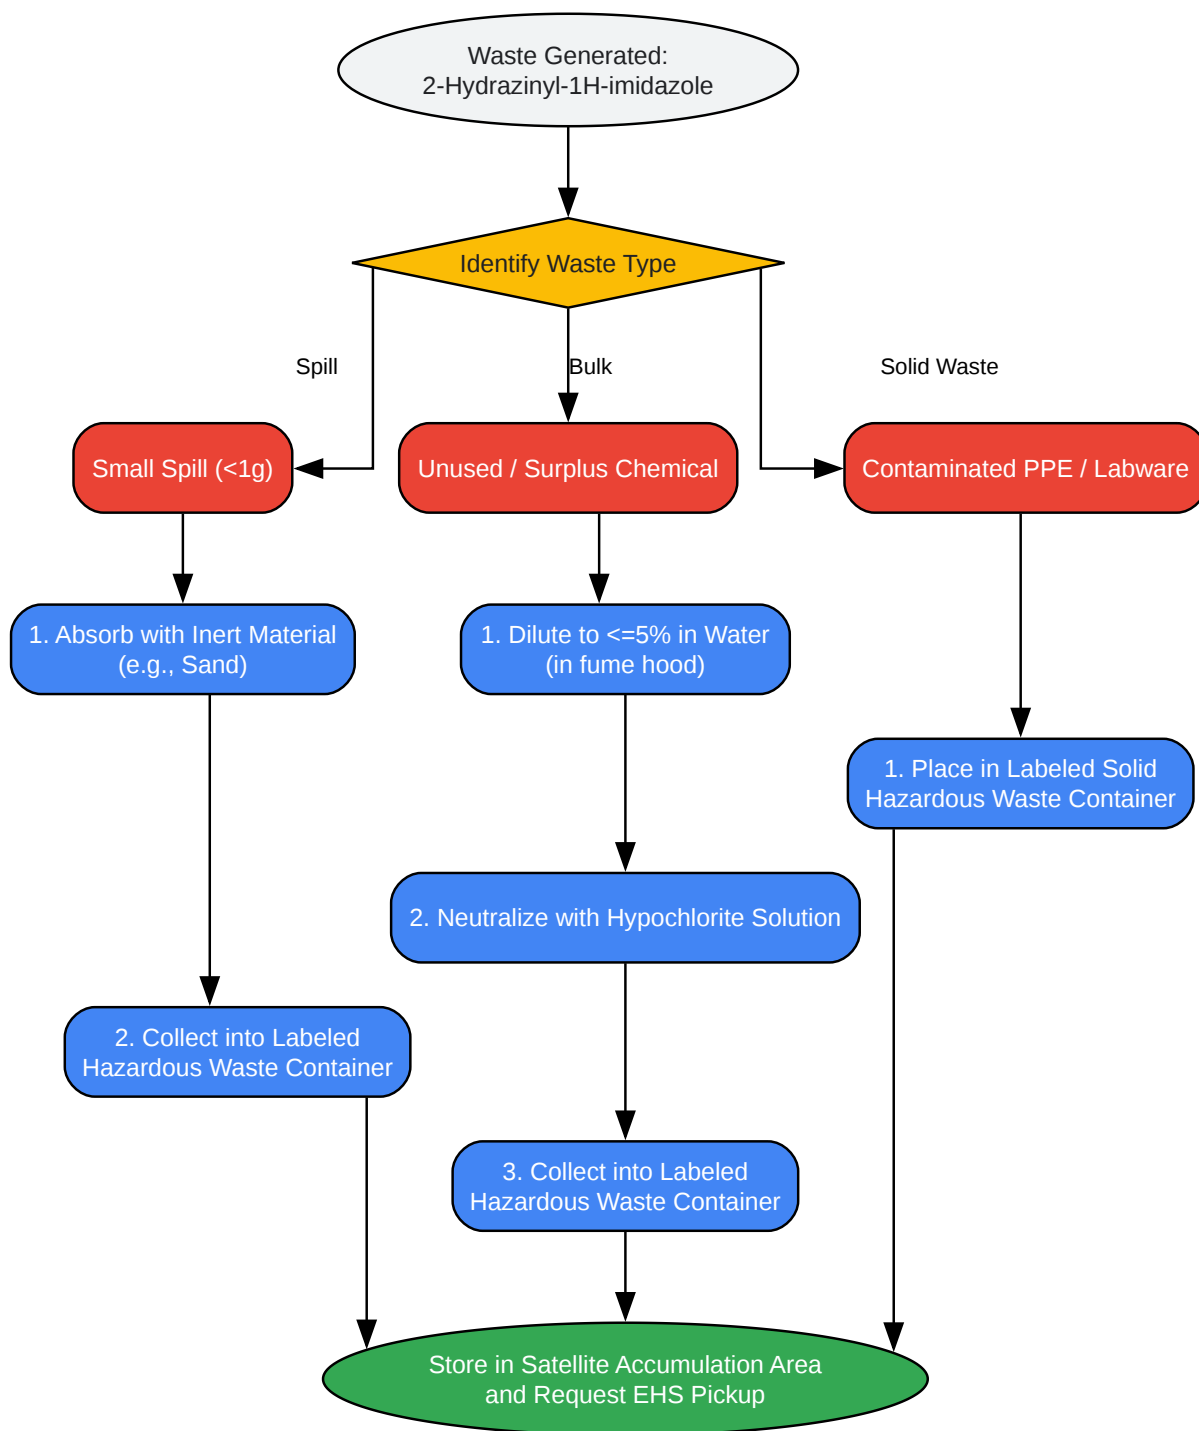 Waste Generated:
2-Hydrazinyl-1H-imidazole
Identify Waste Type
Spill
Bulk
Solid Waste
Small Spill (<1g)
Unused / Surplus Chemical
Contaminated PPE / Labware
1. Absorb with Inert Material
(e.g., Sand)
1. Dilute to <=5% in Water
(in fume hood)
1. Place in Labeled Solid
Hazardous Waste Container
2. Neutralize with Hypochlorite Solution
2. Collect into Labeled
Hazardous Waste Container
3. Collect into Labeled
Hazardous Waste Container
Store in Satellite Accumulation Area
and Request EHS Pickup